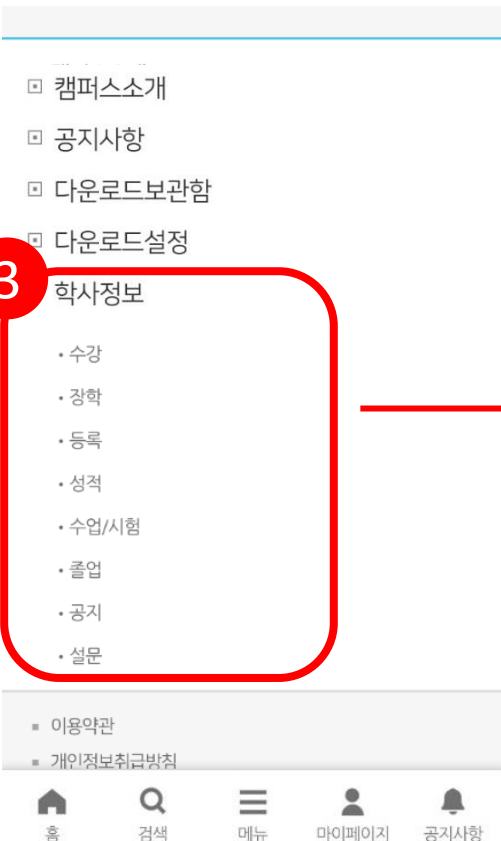 캠퍼스소개
공지사항
다운로드보관함
다운로드설정
3
학사정보
• 수강
• 장학
• 등록
• 성적
• 수업/시험
• 졸업
• 공지
• 설문
이용약관
개인정보취급방침
홈 검색 메뉴 마이페이지 공지사항